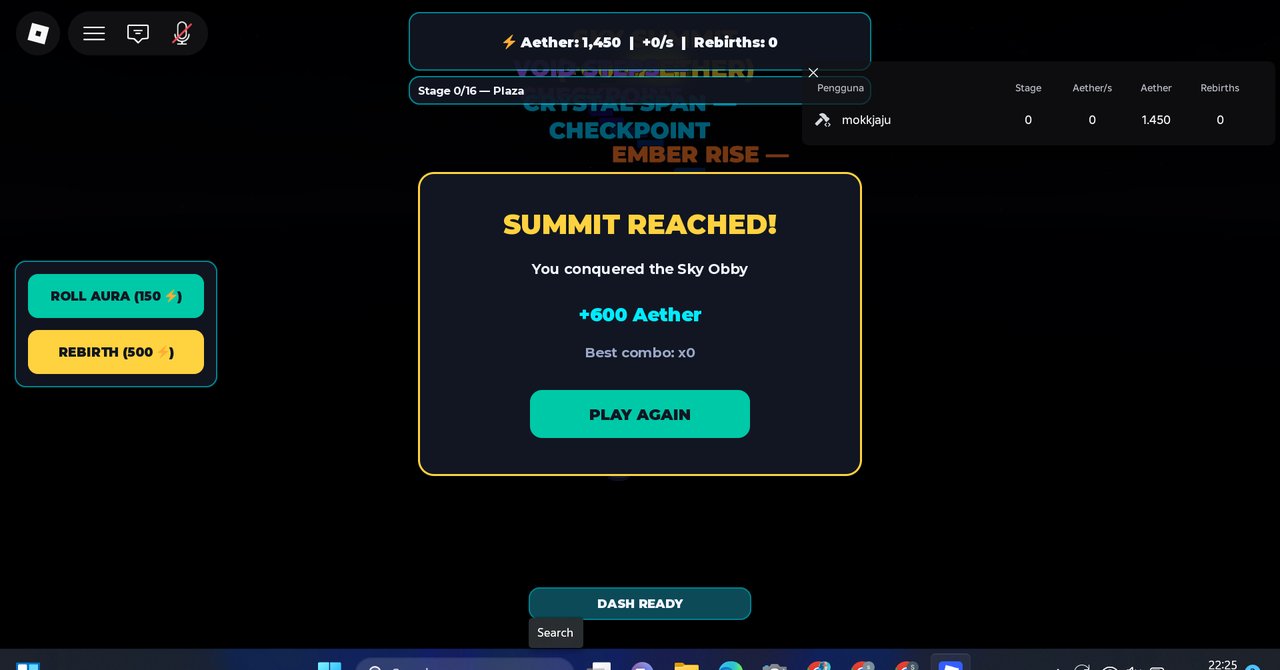 ⚡ Aether: 1,450 | +0/s | Rebirths: 0
Stage 0/16 — Plaza
CRYSTAL SPAN —
CHECKPOINT
EMBER RISE —
Pengguna Stage Aether/s Aether Rebirths
mokkjaju 0 0 1.450 0
SUMMIT REACHED!
You conquered the Sky Obby
+600 Aether
Best combo: x0
PLAY AGAIN
ROLL AURA (150 ⚡)
REBIRTH (500 ⚡)
DASH READY
Search
22:25